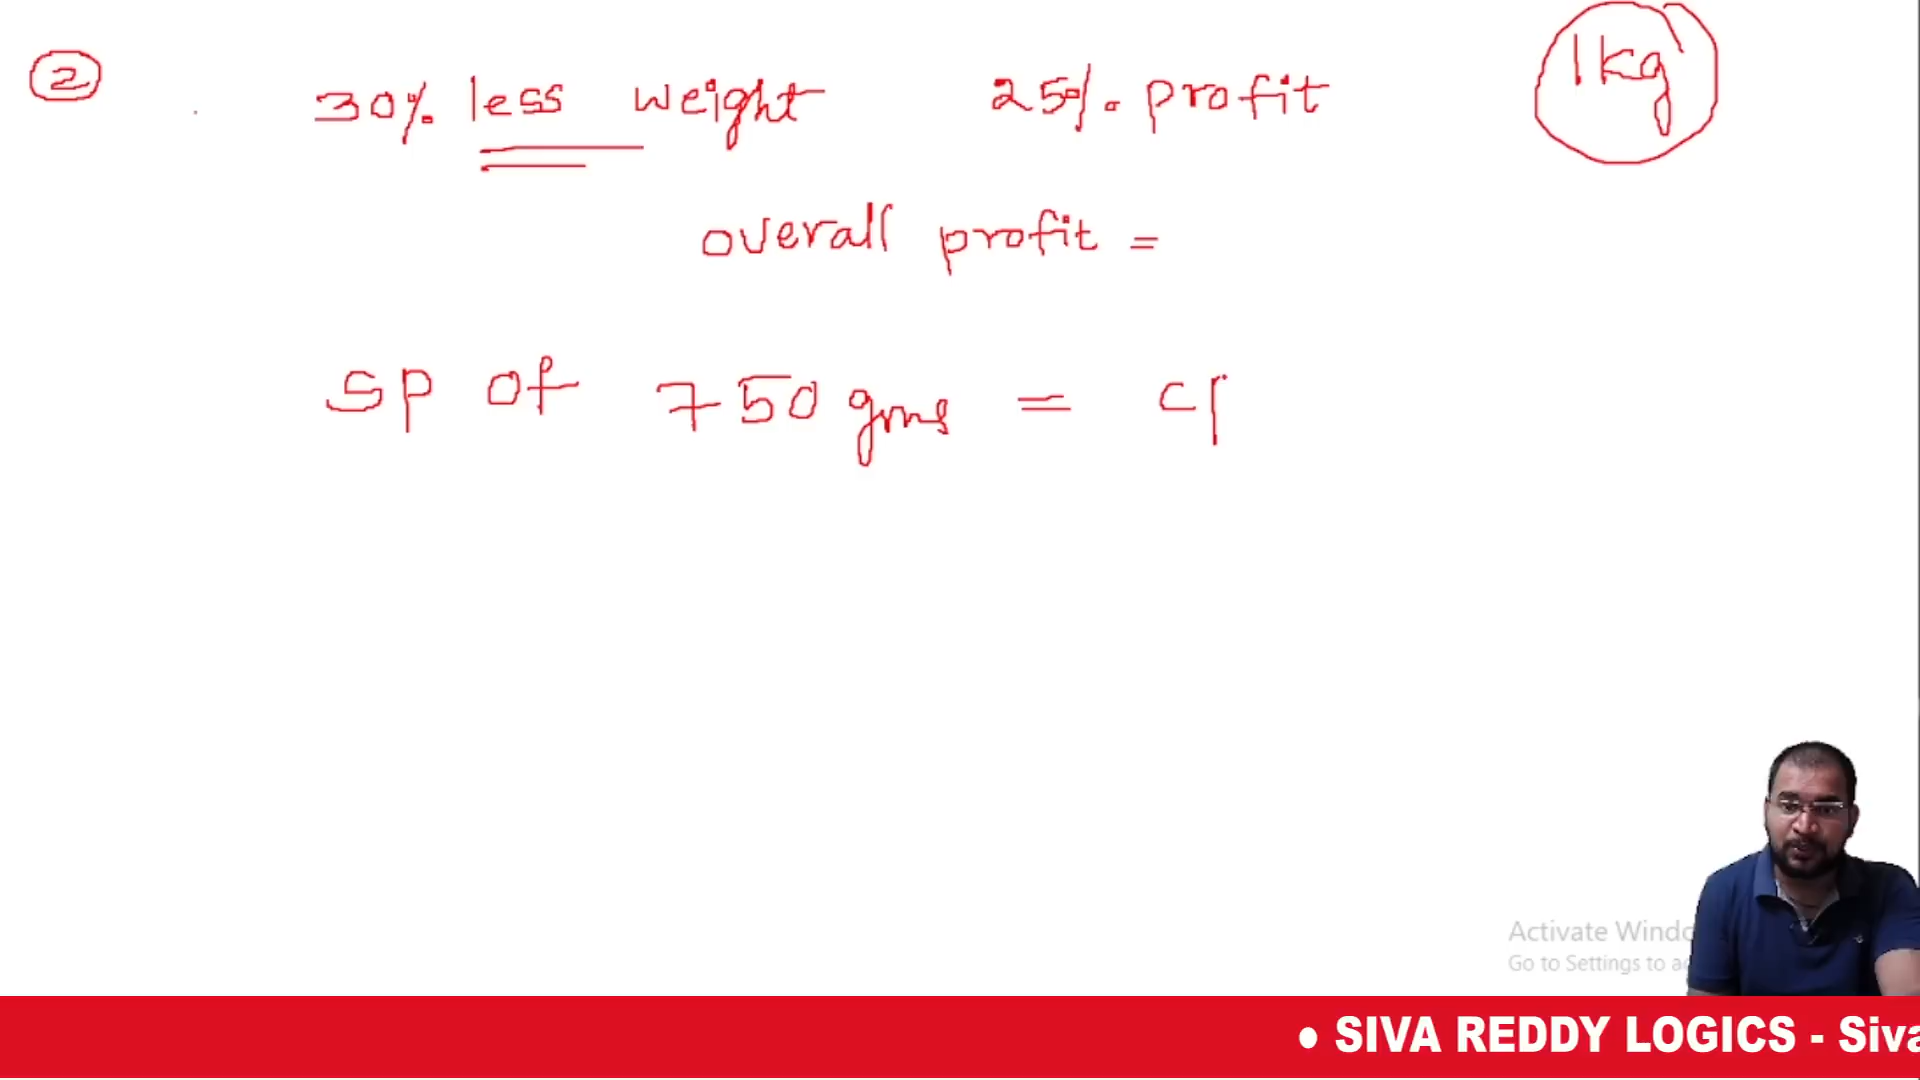 ② 30% less weight 25%. profit 1kg
overall profit =
SP of 750 gms = CP
Activate Windo
Go to Settings to a
• SIVA REDDY LOGICS - Siva